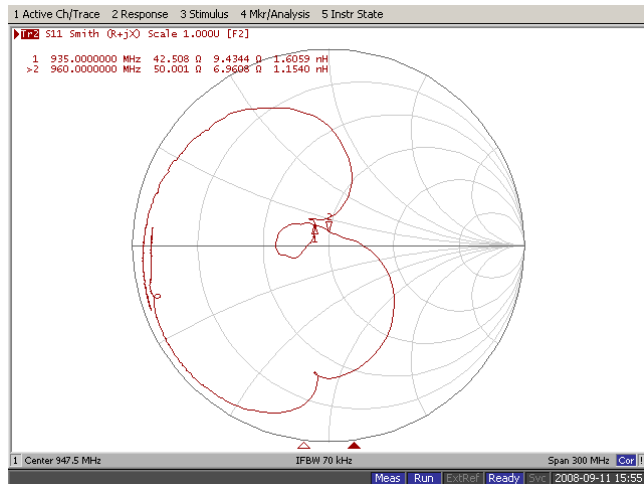 1 Active Ch/Trace 2 Response 3 Stimulus 4 Mkr/Analysis 5 Instr State
Tr2 S11 Smith (R+jX) Scale 1.000U [F2]
1 935.0000000 MHz 42.508 Ω 9.4344 Ω 1.6059 nH
>2 960.0000000 MHz 50.001 Ω 6.9608 Ω 1.1540 nH
2
1
1 Center 947.5 MHz IFBW 70 kHz Span 300 MHz Cor !
Meas Run ExtRef Ready Svc 2008-09-11 15:55